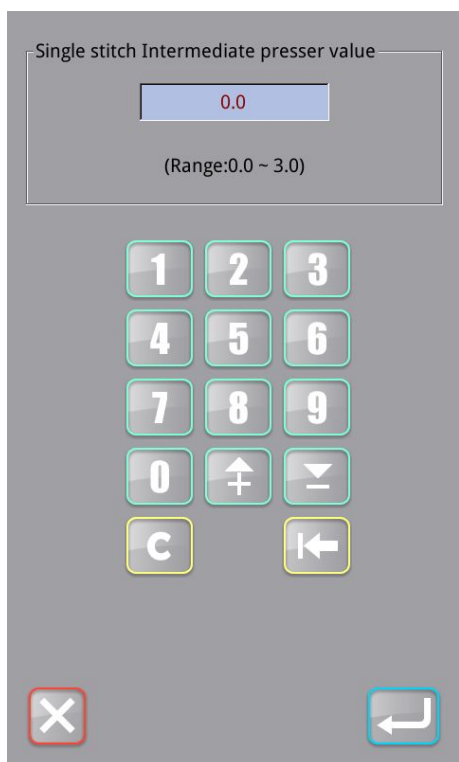 Single stitch Intermediate presser value
0.0
(Range:0.0 ~ 3.0)
1 2 3
4 5 6
7 8 9
0
C